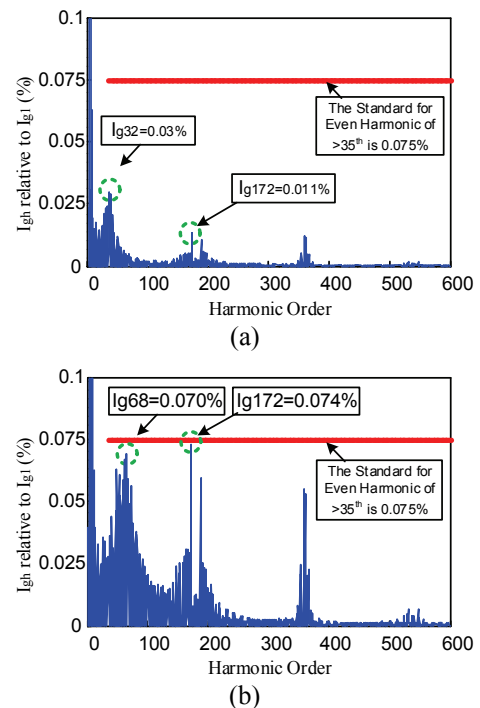 (a)
0.1
0.075
0.05
0.025
0
Igh relative to Ig1 (%)
Ig32=0.03%
Ig172=0.011%
The Standard for
Even Harmonic of
>35th is 0.075%
0 100 200 300 400 500 600
Harmonic Order
(a)
0.1
0.075
0.05
0.025
0
Igh relative to Ig1 (%)
Ig68=0.070%
Ig172=0.074%
The Standard for
Even Harmonic of
>35th is 0.075%
0 100 200 300 400 500 600
Harmonic Order
(b)